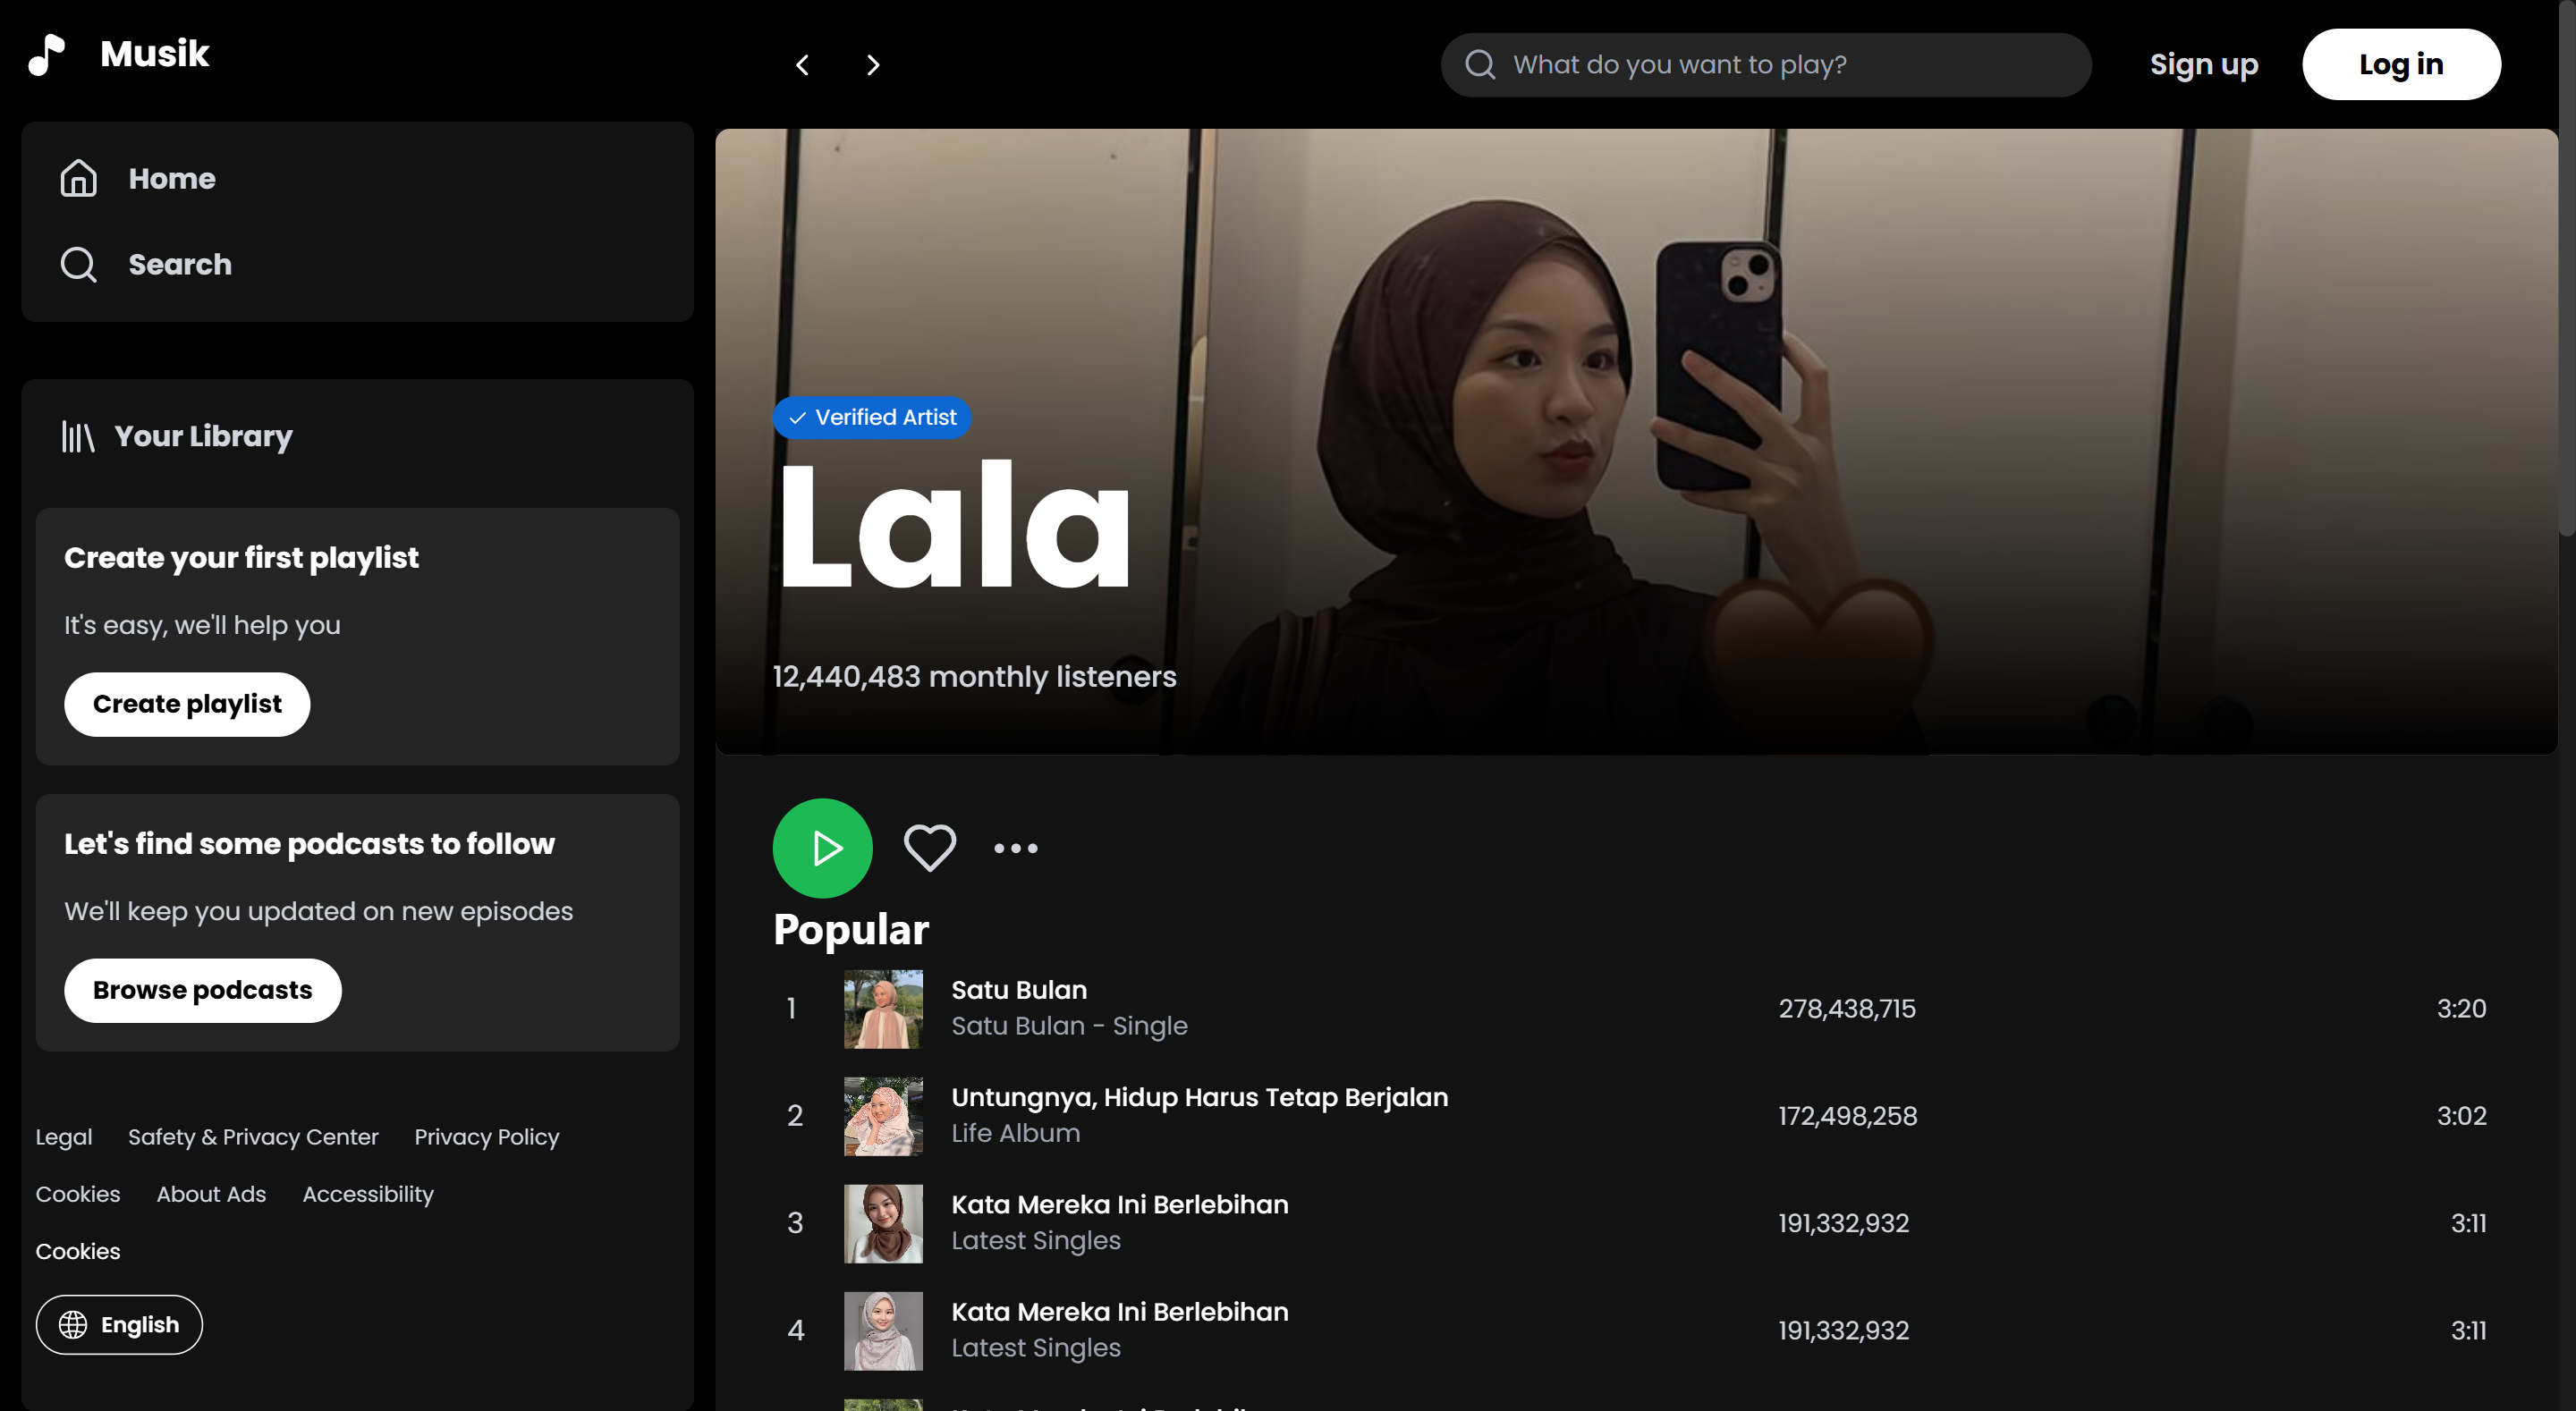 Musik
What do you want to play?
Sign up
Log in
Home
Search
Your Library
Create your first playlist
It's easy, we'll help you
Create playlist
Let's find some podcasts to follow
We'll keep you updated on new episodes
Browse podcasts
Legal Safety & Privacy Center Privacy Policy
Cookies About Ads Accessibility
Cookies
English
Verified Artist
Lala
12,440,483 monthly listeners
Popular
1 Satu Bulan 278,438,715 3:20
Satu Bulan - Single
2 Untungnya, Hidup Harus Tetap Berjalan 172,498,258 3:02
Life Album
3 Kata Mereka Ini Berlebihan 191,332,932 3:11
Latest Singles
4 Kata Mereka Ini Berlebihan 191,332,932 3:11
Latest Singles